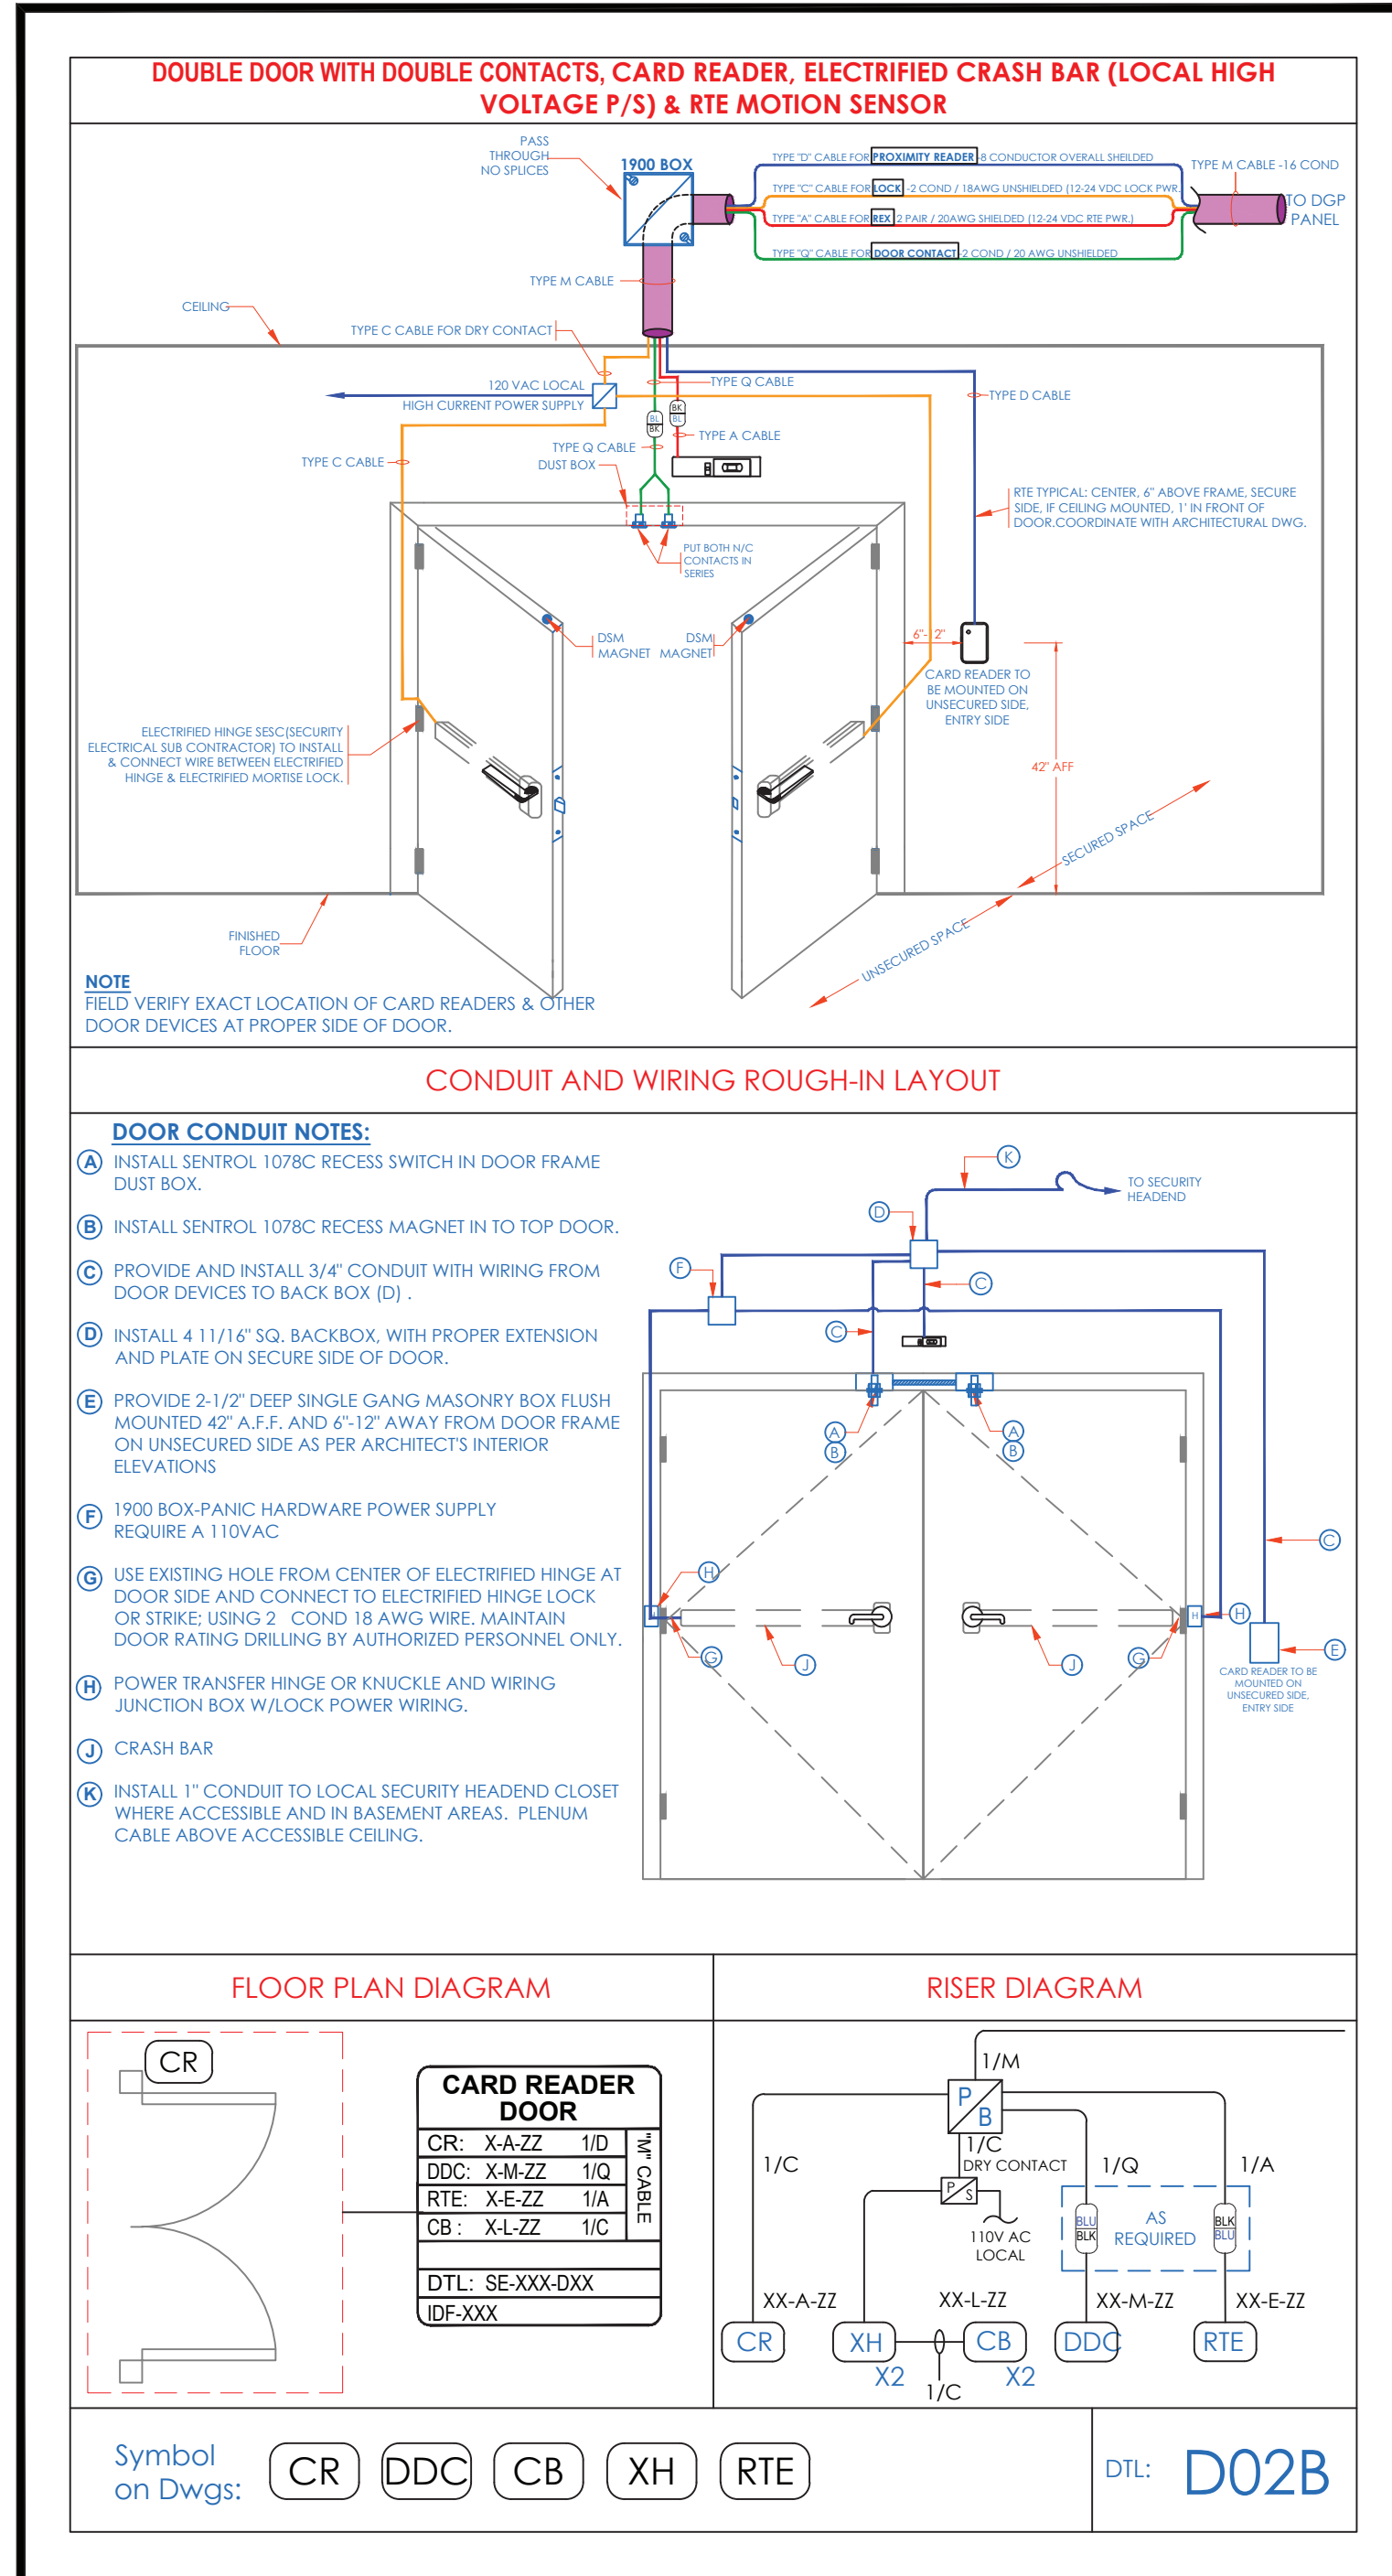 DOUBLE DOOR WITH DOUBLE CONTACTS, CARD READER, ELECTRIFIED CRASH BAR (LOCAL HIGH
VOLTAGE P/S) & RTE MOTION SENSOR
PASS
THROUGH
NO SPLICES
1900 BOX
TYPE "D" CABLE FOR PROXIMITY READER -8 CONDUCTOR OVERALL SHEILDED
TYPE "C" CABLE FOR LOCK -2 COND / 18AWG UNSHIELDED (12-24 VDC LOCK PWR.
TYPE "A" CABLE FOR REX 2 PAIR / 20AWG SHIELDED (12-24 VDC RTE PWR.)
TYPE "Q" CABLE FOR DOOR CONTACT -2 COND / 20 AWG UNSHIELDED
TYPE M CABLE -16 COND
TO DGP
PANEL
TYPE M CABLE
CEILING
TYPE C CABLE FOR DRY CONTACT
120 VAC LOCAL
HIGH CURRENT POWER SUPPLY
TYPE Q CABLE
TYPE D CABLE
BL
BK
BK
BL
TYPE A CABLE
TYPE Q CABLE
TYPE C CABLE
DUST BOX
RTE TYPICAL: CENTER, 6" ABOVE FRAME, SECURE
SIDE, IF CEILING MOUNTED, 1' IN FRONT OF
DOOR.COORDINATE WITH ARCHITECTURAL DWG.
PUT BOTH N/C
CONTACTS IN
SERIES
DSM
MAGNET
DSM
MAGNET
6"-12"
CARD READER TO
BE MOUNTED ON
UNSECURED SIDE,
ENTRY SIDE
ELECTRIFIED HINGE SESC(SECURITY
ELECTRICAL SUB CONTRACTOR) TO INSTALL
& CONNECT WIRE BETWEEN ELECTRIFIED
HINGE & ELECTRIFIED MORTISE LOCK.
42" AFF
SECURED SPACE
UNSECURED SPACE
FINISHED
FLOOR
NOTE
FIELD VERIFY EXACT LOCATION OF CARD READERS & OTHER
DOOR DEVICES AT PROPER SIDE OF DOOR.
CONDUIT AND WIRING ROUGH-IN LAYOUT
DOOR CONDUIT NOTES:
A INSTALL SENTROL 1078C RECESS SWITCH IN DOOR FRAME
DUST BOX.
B INSTALL SENTROL 1078C RECESS MAGNET IN TO TOP DOOR.
C PROVIDE AND INSTALL 3/4" CONDUIT WITH WIRING FROM
DOOR DEVICES TO BACK BOX (D) .
D INSTALL 4 11/16" SQ. BACKBOX, WITH PROPER EXTENSION
AND PLATE ON SECURE SIDE OF DOOR.
E PROVIDE 2-1/2" DEEP SINGLE GANG MASONRY BOX FLUSH
MOUNTED 42" A.F.F. AND 6"-12" AWAY FROM DOOR FRAME
ON UNSECURED SIDE AS PER ARCHITECT'S INTERIOR
ELEVATIONS
F 1900 BOX-PANIC HARDWARE POWER SUPPLY
REQUIRE A 110VAC
G USE EXISTING HOLE FROM CENTER OF ELECTRIFIED HINGE AT
DOOR SIDE AND CONNECT TO ELECTRIFIED HINGE LOCK
OR STRIKE; USING 2 COND 18 AWG WIRE. MAINTAIN
DOOR RATING DRILLING BY AUTHORIZED PERSONNEL ONLY.
H POWER TRANSFER HINGE OR KNUCKLE AND WIRING
JUNCTION BOX W/LOCK POWER WIRING.
J CRASH BAR
K INSTALL 1" CONDUIT TO LOCAL SECURITY HEADEND CLOSET
WHERE ACCESSIBLE AND IN BASEMENT AREAS. PLENUM
CABLE ABOVE ACCESSIBLE CEILING.
K
TO SECURITY
HEADEND
D
F
C
C
A
B
A
B
C
H
H
H
H
G
J
J
G
E
CARD READER TO BE
MOUNTED ON
UNSECURED SIDE,
ENTRY SIDE
FLOOR PLAN DIAGRAM
CR
CARD READER
DOOR
CR: X-A-ZZ 1/D
DDC: X-M-ZZ 1/Q
RTE: X-E-ZZ 1/A
CB : X-L-ZZ 1/C
"M" CABLE
DTL: SE-XXX-DXX
IDF-XXX
RISER DIAGRAM
1/M
P
B
1/C
1/C
DRY CONTACT
1/Q
1/A
P
S
110V AC
LOCAL
BLU
BLK
AS
REQUIRED
BLK
BLU
XX-A-ZZ
XX-L-ZZ
XX-M-ZZ
XX-E-ZZ
CR
XH
CB
DDC
RTE
X2
X2
1/C
Symbol
on Dwgs:
CR
DDC
CB
XH
RTE
DTL:
D02B